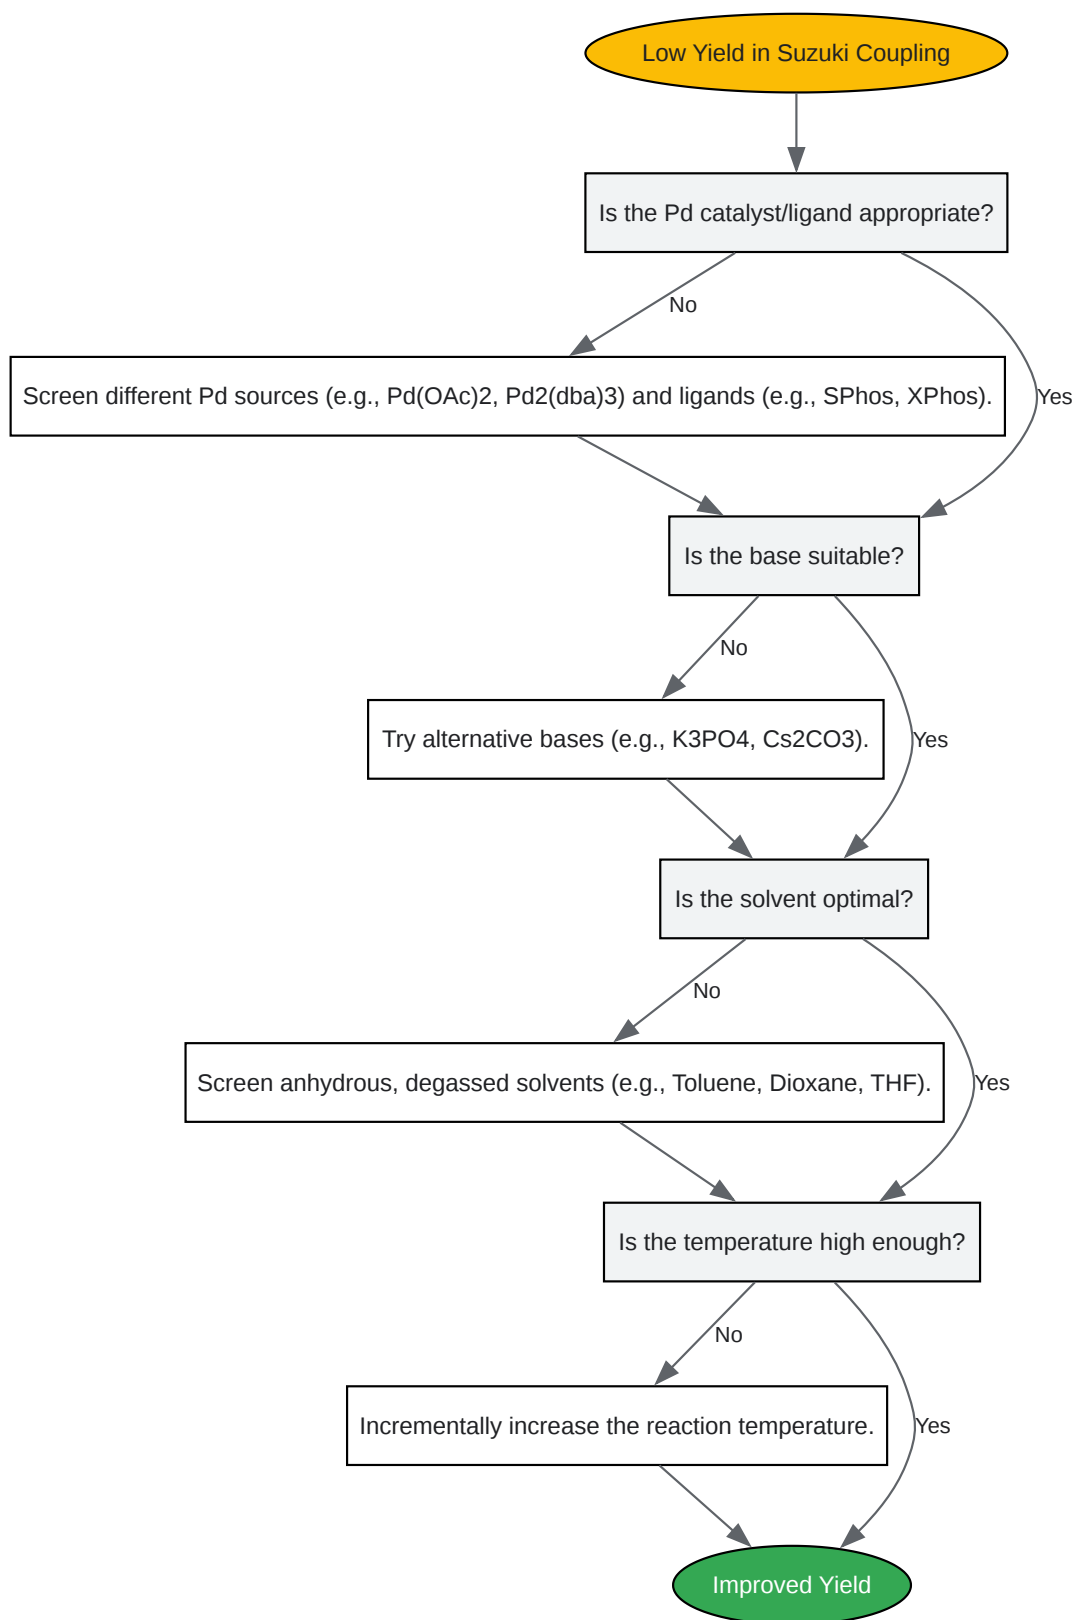 Low Yield in Suzuki Coupling
Is the Pd catalyst/ligand appropriate?
No
Screen different Pd sources (e.g., Pd(OAc)2, Pd2(dba)3) and ligands (e.g., SPhos, XPhos).
Yes
Is the base suitable?
No
Try alternative bases (e.g., K3PO4, Cs2CO3).
Yes
Is the solvent optimal?
No
Screen anhydrous, degassed solvents (e.g., Toluene, Dioxane, THF).
Yes
Is the temperature high enough?
No
Incrementally increase the reaction temperature.
Yes
Improved Yield